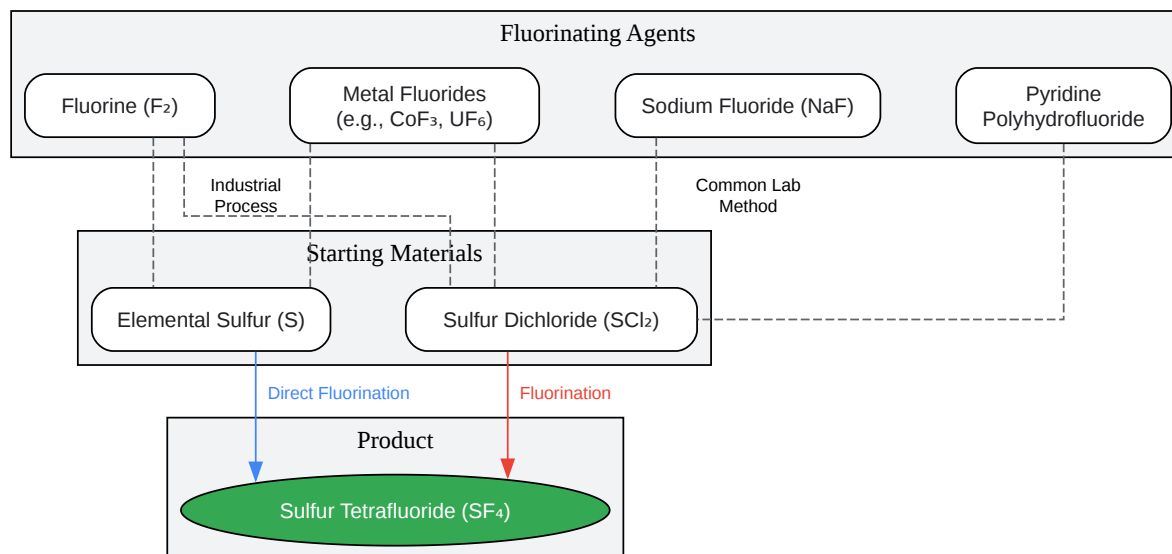 Fluorinating Agents
Fluorine (F₂)
Metal Fluorides
(e.g., CoF₃, UF₆)
Sodium Fluoride (NaF)
Pyridine
Polyhydrofluoride
Industrial
Process
Common Lab
Method
Starting Materials
Elemental Sulfur (S)
Sulfur Dichloride (SCl₂)
Direct Fluorination
Fluorination
Product
Sulfur Tetrafluoride (SF₄)